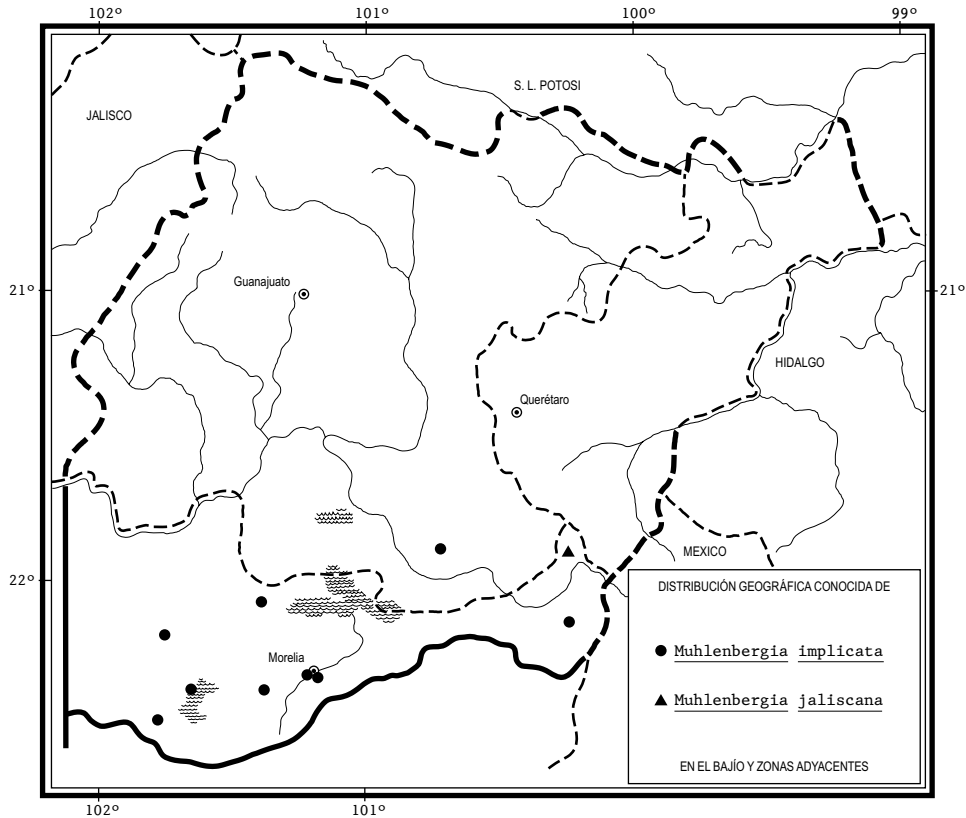 102º 101º 100º 99º
S. L. POTOSI
JALISCO
Guanajuato
21º 21º
HIDALGO
Querétaro
MEXICO
22º
DISTRIBUCIÓN GEOGRÁFICA CONOCIDA DE
Muhlenbergia implicata
Morelia
Muhlenbergia jaliscana
EN EL BAJÍO Y ZONAS ADYACENTES
102º 101º